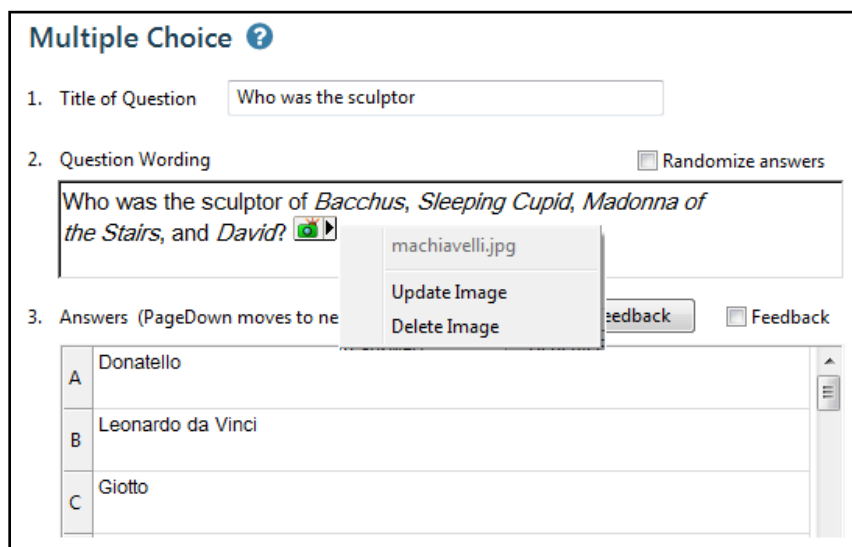 Multiple Choice ?
1. Title of Question Who was the sculptor
2. Question Wording Randomize answers
Who was the sculptor of Bacchus, Sleeping Cupid, Madonna of
the Stairs, and David?
machiavelli.jpg
Update Image
Delete Image
3. Answers (PageDown moves to ne eedback Feedback
A Donatello
B Leonardo da Vinci
C Giotto